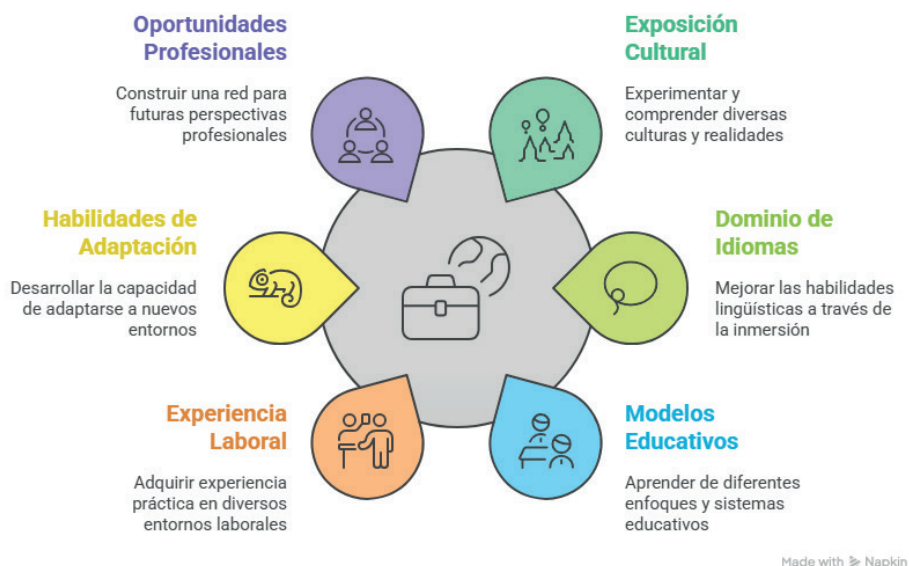 Oportunidades
Profesionales
Construir una red para
futuras perspectivas
profesionales
Exposición
Cultural
Experimentar y
comprender diversas
culturas y realidades
Habilidades de
Adaptación
Desarrollar la capacidad
de adaptarse a nuevos
entornos
Dominio de
Idiomas
Mejorar las habilidades
lingüísticas a través de
la inmersión
Experiencia
Laboral
Adquirir experiencia
práctica en diversos
entornos laborales
Modelos
Educativos
Aprender de diferentes
enfoques y sistemas
educativos
Made with Napkin